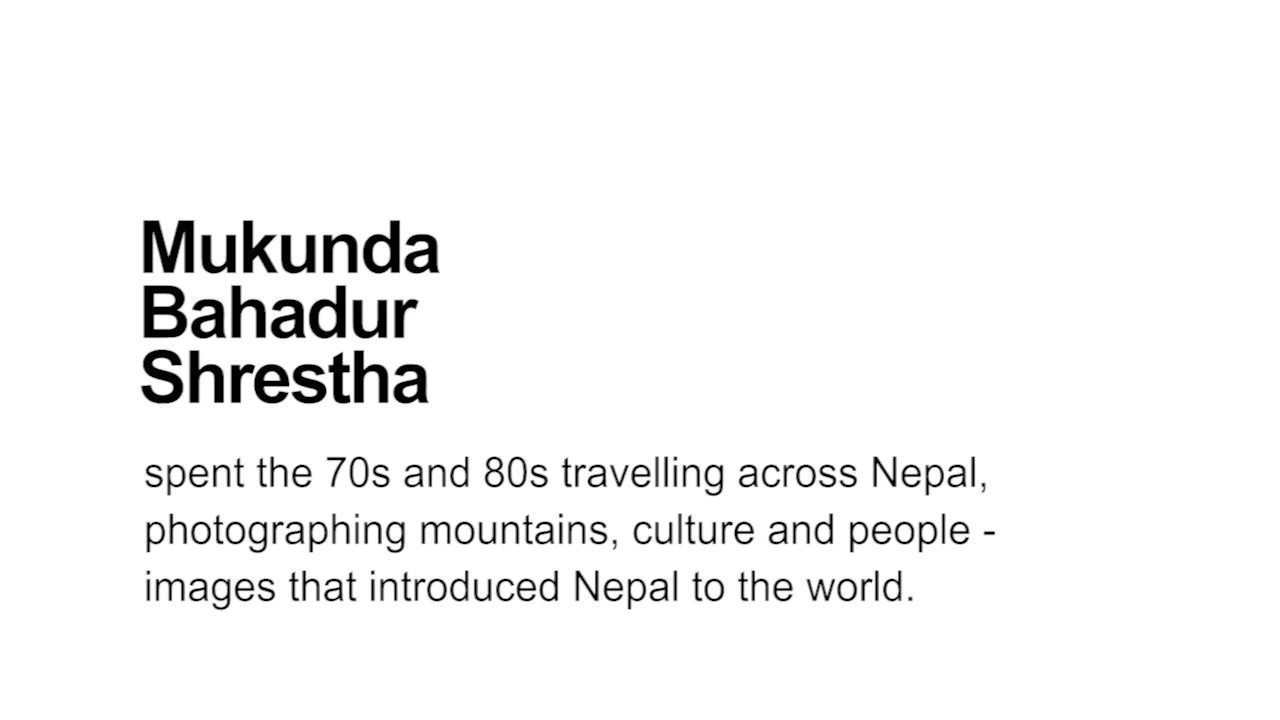 Mukunda
Bahadur
Shrestha
spent the 70s and 80s travelling across Nepal,
photographing mountains, culture and people -
images that introduced Nepal to the world.